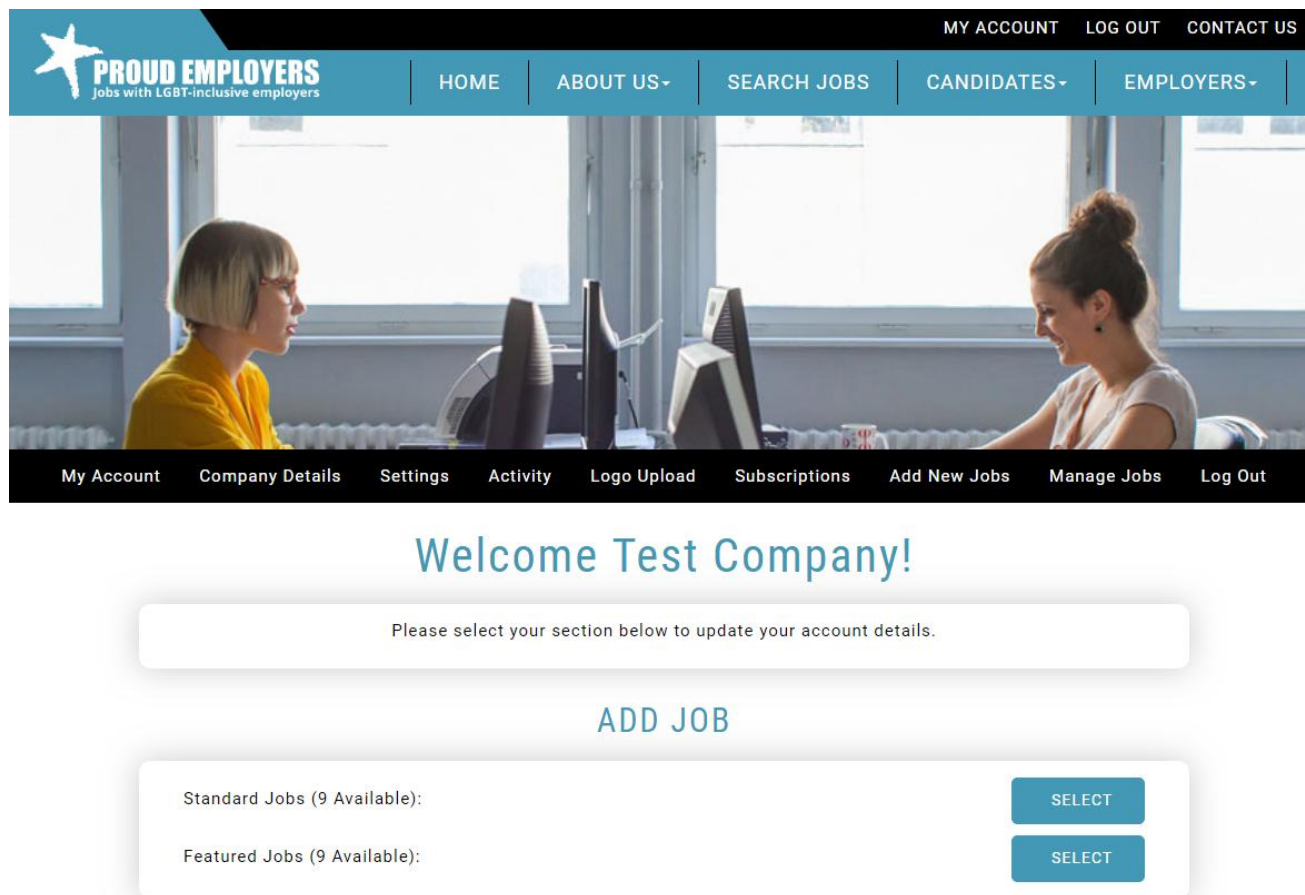 MY ACCOUNT LOG OUT CONTACT US
PROUD EMPLOYERS
Jobs with LGBT-inclusive employers
HOME ABOUT US SEARCH JOBS CANDIDATES EMPLOYERS
My Account Company Details Settings Activity Logo Upload Subscriptions Add New Jobs Manage Jobs Log Out
Welcome Test Company!
Please select your section below to update your account details.
ADD JOB
Standard Jobs (9 Available): SELECT
Featured Jobs (9 Available): SELECT